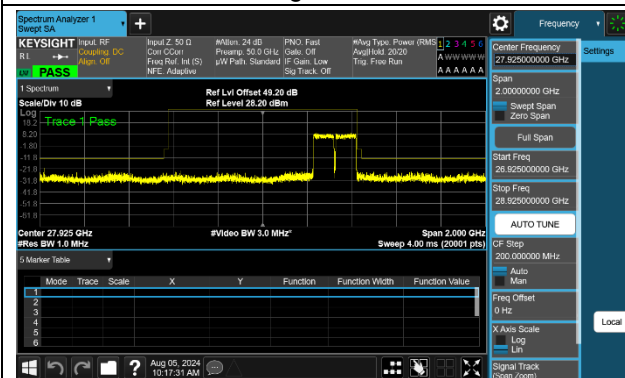 Spectrum Analyzer 1
Swept SA
+
Frequency
KEYSIGHT
RL
LW PASS
Input: RF
Coupling: DC
Align: Off
Input Z: 50 Ω
Corr CCorr
Freq Ref: Int (S)
NFE: Adaptive
#Atten: 24 dB
Preamp: 50.0 GHz
µW Path: Standard
PNO: Fast
Gate: Off
IF Gain: Low
Sig Track: Off
#Avg Type: Power (RMS
Avg|Hold: 20/20
Trig: Free Run
1 2 3 4 5 6
A W W W W W
A A A A A A
1 Spectrum
Scale/Div 10 dB
Ref Lvl Offset 49.20 dB
Ref Level 28.20 dBm
Log
Trace 1 Pass
18.2
8.20
-1.80
-11.8
-21.8
-31.8
-41.8
-51.8
-61.8
Center 27.925 GHz
#Res BW 1.0 MHz
#Video BW 3.0 MHz*
Span 2.000 GHz
Sweep 4.00 ms (20001 pts)
5 Marker Table
Mode Trace Scale X Y Function Function Width Function Value
1
2
3
4
5
6
Aug 05, 2024
10:17:31 AM
Center Frequency
27.925000000 GHz
Settings
Span
2.00000000 GHz
Swept Span
Zero Span
Full Span
Start Freq
26.925000000 GHz
Stop Freq
28.925000000 GHz
AUTO TUNE
CF Step
200.000000 MHz
Auto
Man
Freq Offset
0 Hz
X Axis Scale
Log
Lin
Local
Signal Track
(Span Zoom)